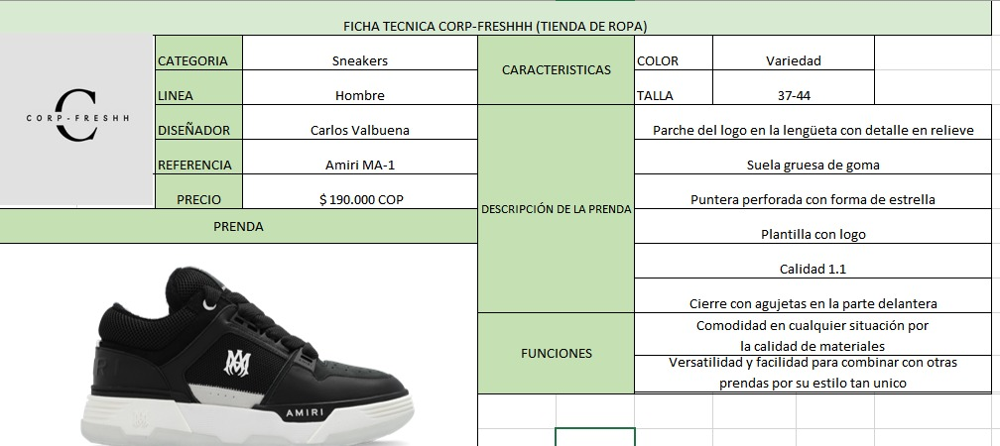 FICHA TECNICA CORP-FRESHHH (TIENDA DE ROPA)
C
CORP-FRESHH
CATEGORIA Sneakers
LINEA Hombre
DISEÑADOR Carlos Valbuena
REFERENCIA Amiri MA-1
PRECIO $ 190.000 COP
PRENDA
AMIRI
CARACTERISTICAS
COLOR Variedad
TALLA 37-44
DESCRIPCIÓN DE LA PRENDA
Parche del logo en la lengüeta con detalle en relieve
Suela gruesa de goma
Puntera perforada con forma de estrella
Plantilla con logo
Calidad 1.1
Cierre con agujetas en la parte delantera
FUNCIONES
Comodidad en cualquier situación por
la calidad de materiales
Versatilidad y facilidad para combinar con otras
prendas por su estilo tan unico